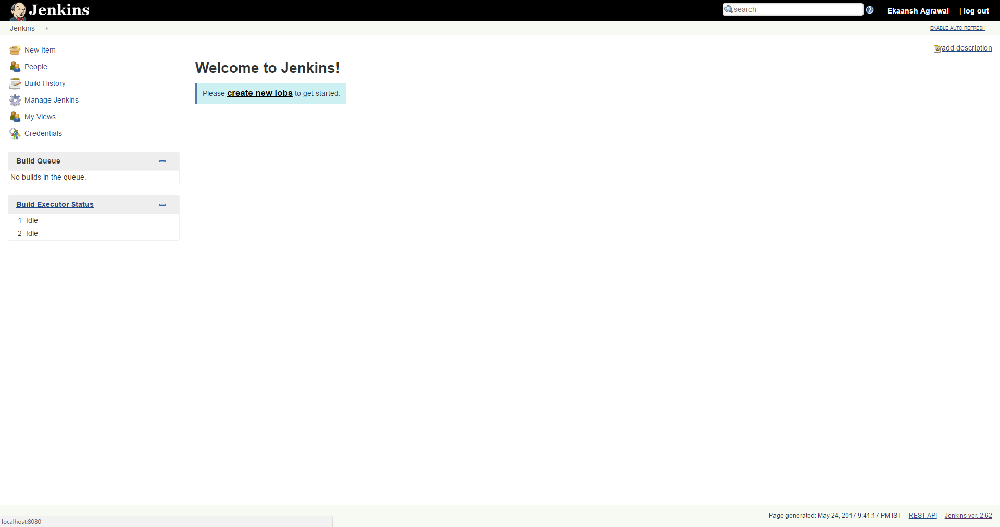 Jenkins
search
Ekaansh Agrawal | log out
Jenkins
ENABLE AUTO REFRESH
New Item
People
Build History
Manage Jenkins
My Views
Credentials
add description
Welcome to Jenkins!
Please create new jobs to get started.
Build Queue
No builds in the queue.
Build Executor Status
1 Idle
2 Idle
Page generated: May 24, 2017 9:41:17 PM IST REST API Jenkins ver. 2.62
localhost:8080